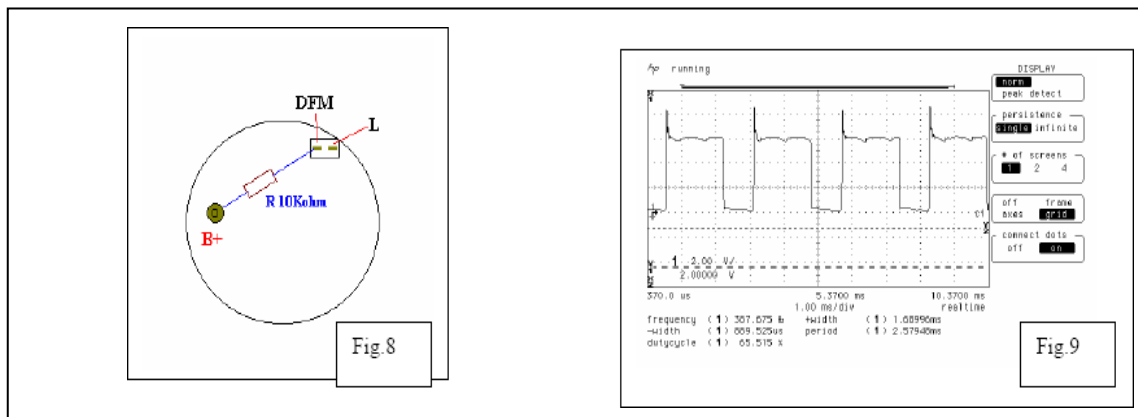 DFM
L
R 10Kohm
B+
Fig.8
hp running
DISPLAY
norm
peak detect
persistence
single infinite
# of screens
1 2 4
off frame
axes grid
connect dots
off on
1 2.00 V/
2.00000 V
370.0 us 5.3700 ms 10.3700 ms
1.00 ms/div realtime
frequency (1) 387.675 +width (1) 1.68996ms
-width (1) 889.525us period (1) 2.57948ms
dutycycle (1) 65.515 %
Fig.9